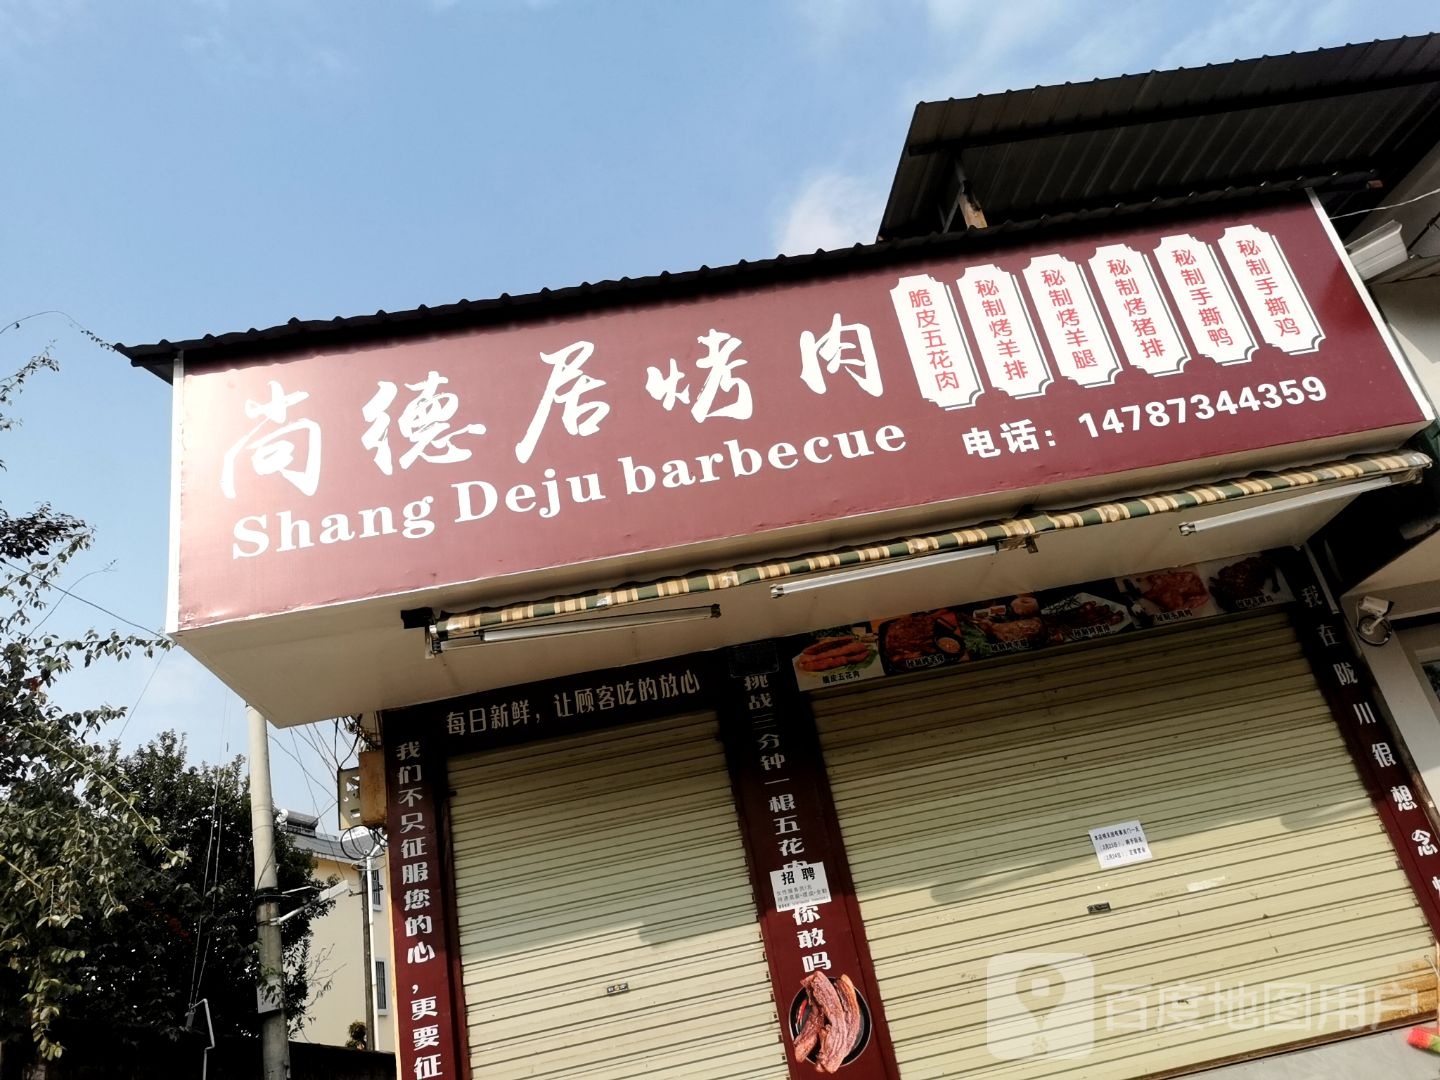 尚德居烤肉
Shang Deju barbecue
脆皮五花肉
秘制烤羊排
秘制烤羊腿
秘制烤猪排
秘制手撕鸭
秘制手撕鸡
电话：14787344359
每日新鲜，让顾客吃的放心
我们不只征服您的心，更要征
挑战三分钟一根五花肉你敢吗
我在陇川很想念
脆皮五花肉
招聘
百度地图用户